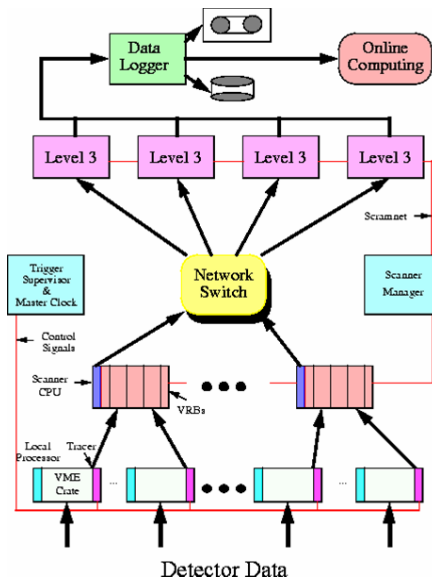 Data
Logger
Online
Computing
Level 3
Level 3
Level 3
Level 3
Scramnet
Trigger
Supervisor
&
Master Clock
Network
Switch
Scanner
Manager
Control
Signals
Scanner
CPU
VRBs
Local
Processor
Tracer
VME
Crate
...
...
Detector Data